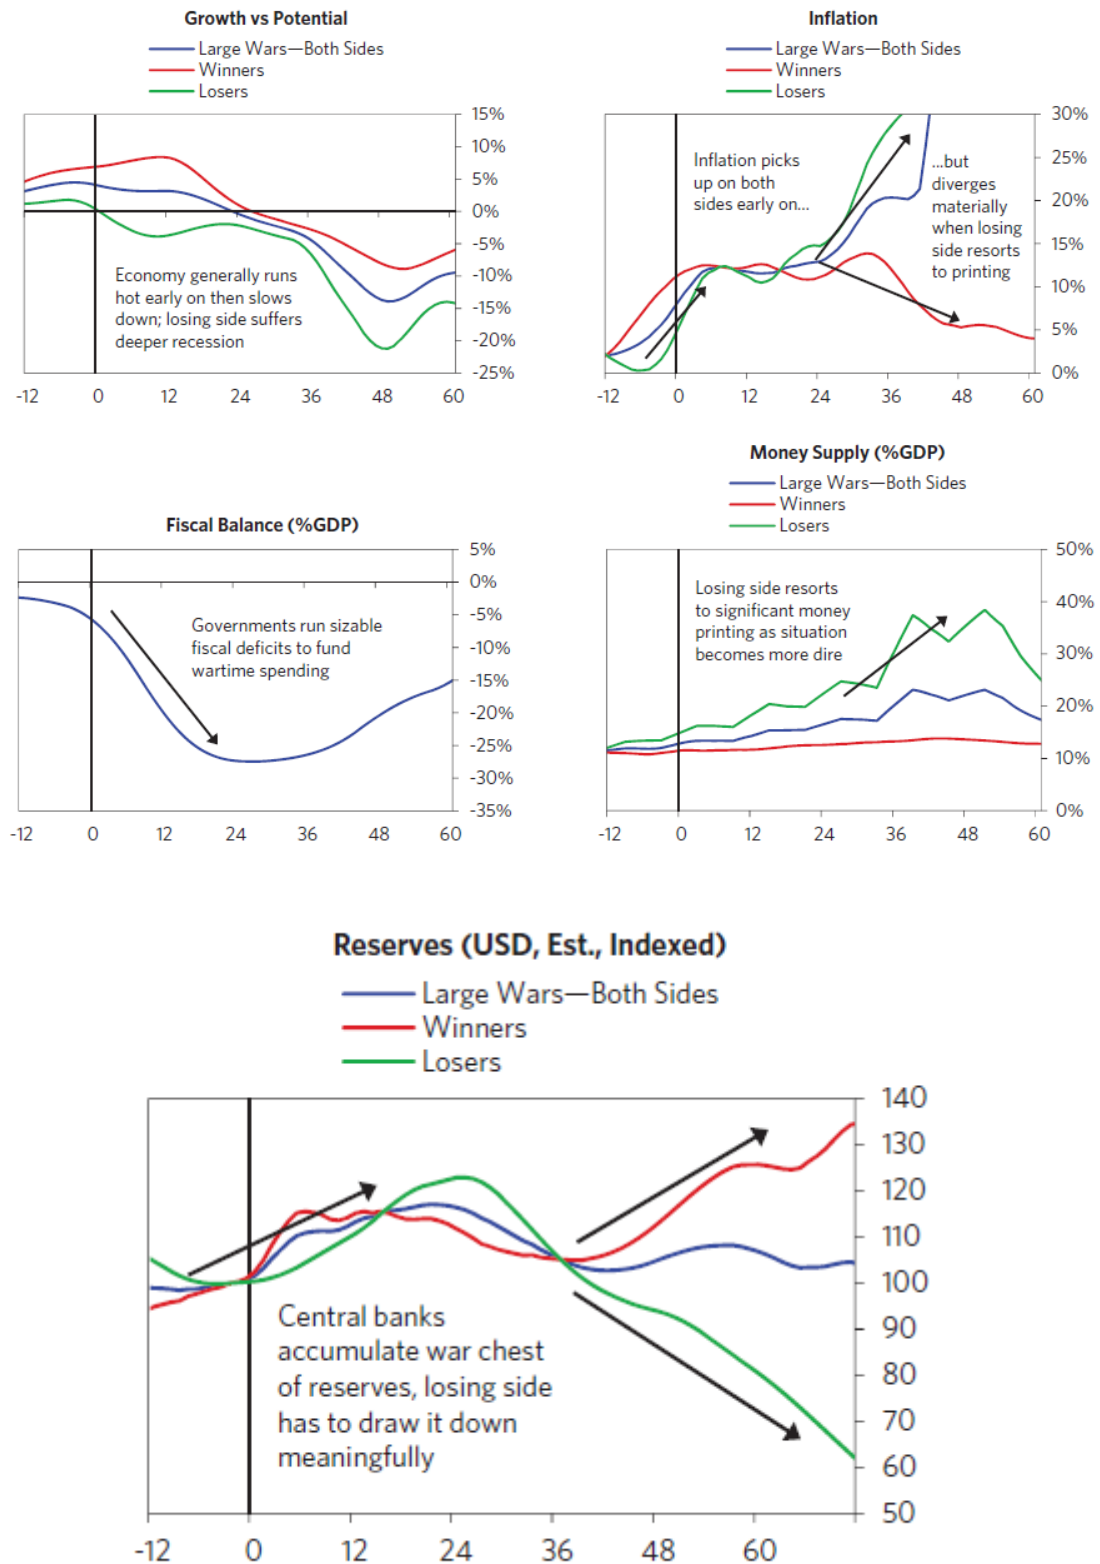 Growth vs Potential
Large Wars—Both Sides
Winners
Losers
15%
10%
5%
0%
-5%
-10%
-15%
-20%
-25%
Economy generally runs
hot early on then slows
down; losing side suffers
deeper recession
-12 0 12 24 36 48 60
Inflation
Large Wars—Both Sides
Winners
Losers
30%
25%
20%
15%
10%
5%
0%
Inflation picks
up on both
sides early on...
...but
diverges
materially
when losing
side resorts
to printing
-12 0 12 24 36 48 60
Fiscal Balance (%GDP)
5%
0%
-5%
-10%
-15%
-20%
-25%
-30%
-35%
Governments run sizable
fiscal deficits to fund
wartime spending
-12 0 12 24 36 48 60
Money Supply (%GDP)
Large Wars—Both Sides
Winners
Losers
50%
40%
30%
20%
10%
0%
Losing side resorts
to significant money
printing as situation
becomes more dire
-12 0 12 24 36 48 60
Reserves (USD, Est., Indexed)
Large Wars—Both Sides
Winners
Losers
140
130
120
110
100
90
80
70
60
50
Central banks
accumulate war chest
of reserves, losing side
has to draw it down
meaningfully
-12 0 12 24 36 48 60